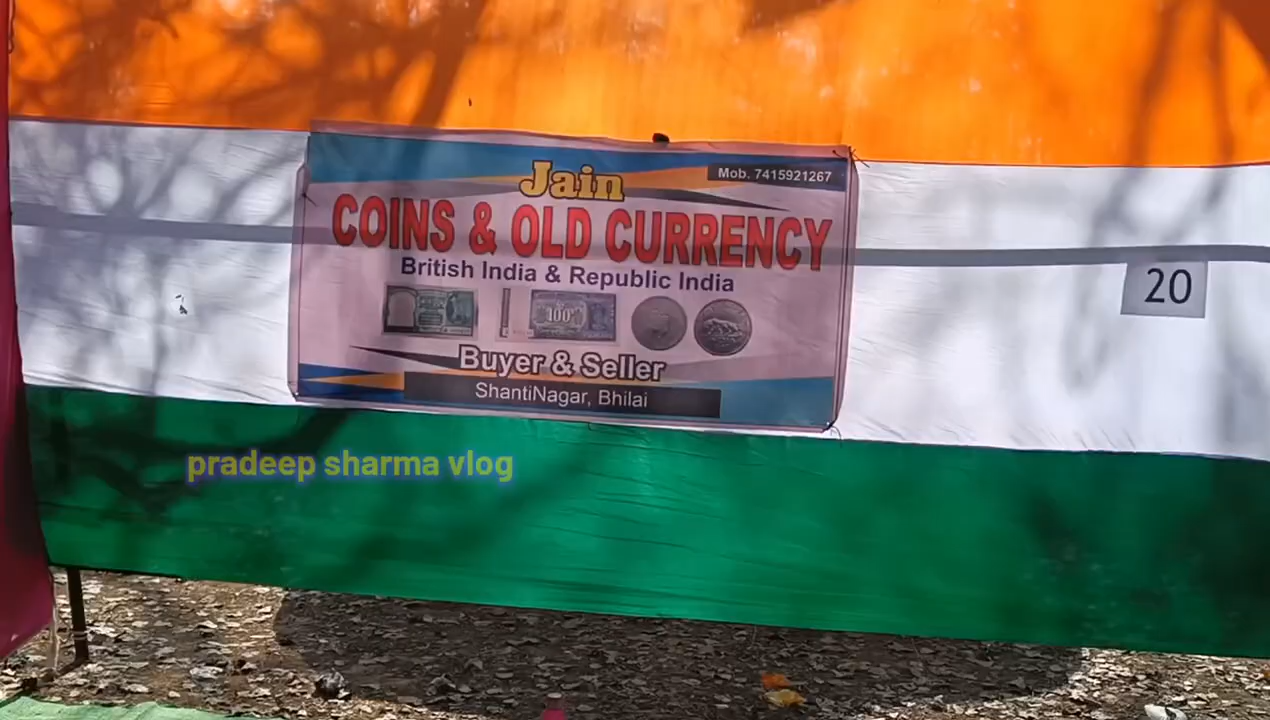 Jain
Mob. 7415921267
COINS & OLD CURRENCY
British India & Republic India
100
Buyer & Seller
ShantiNagar, Bhilai
20
pradeep sharma vlog